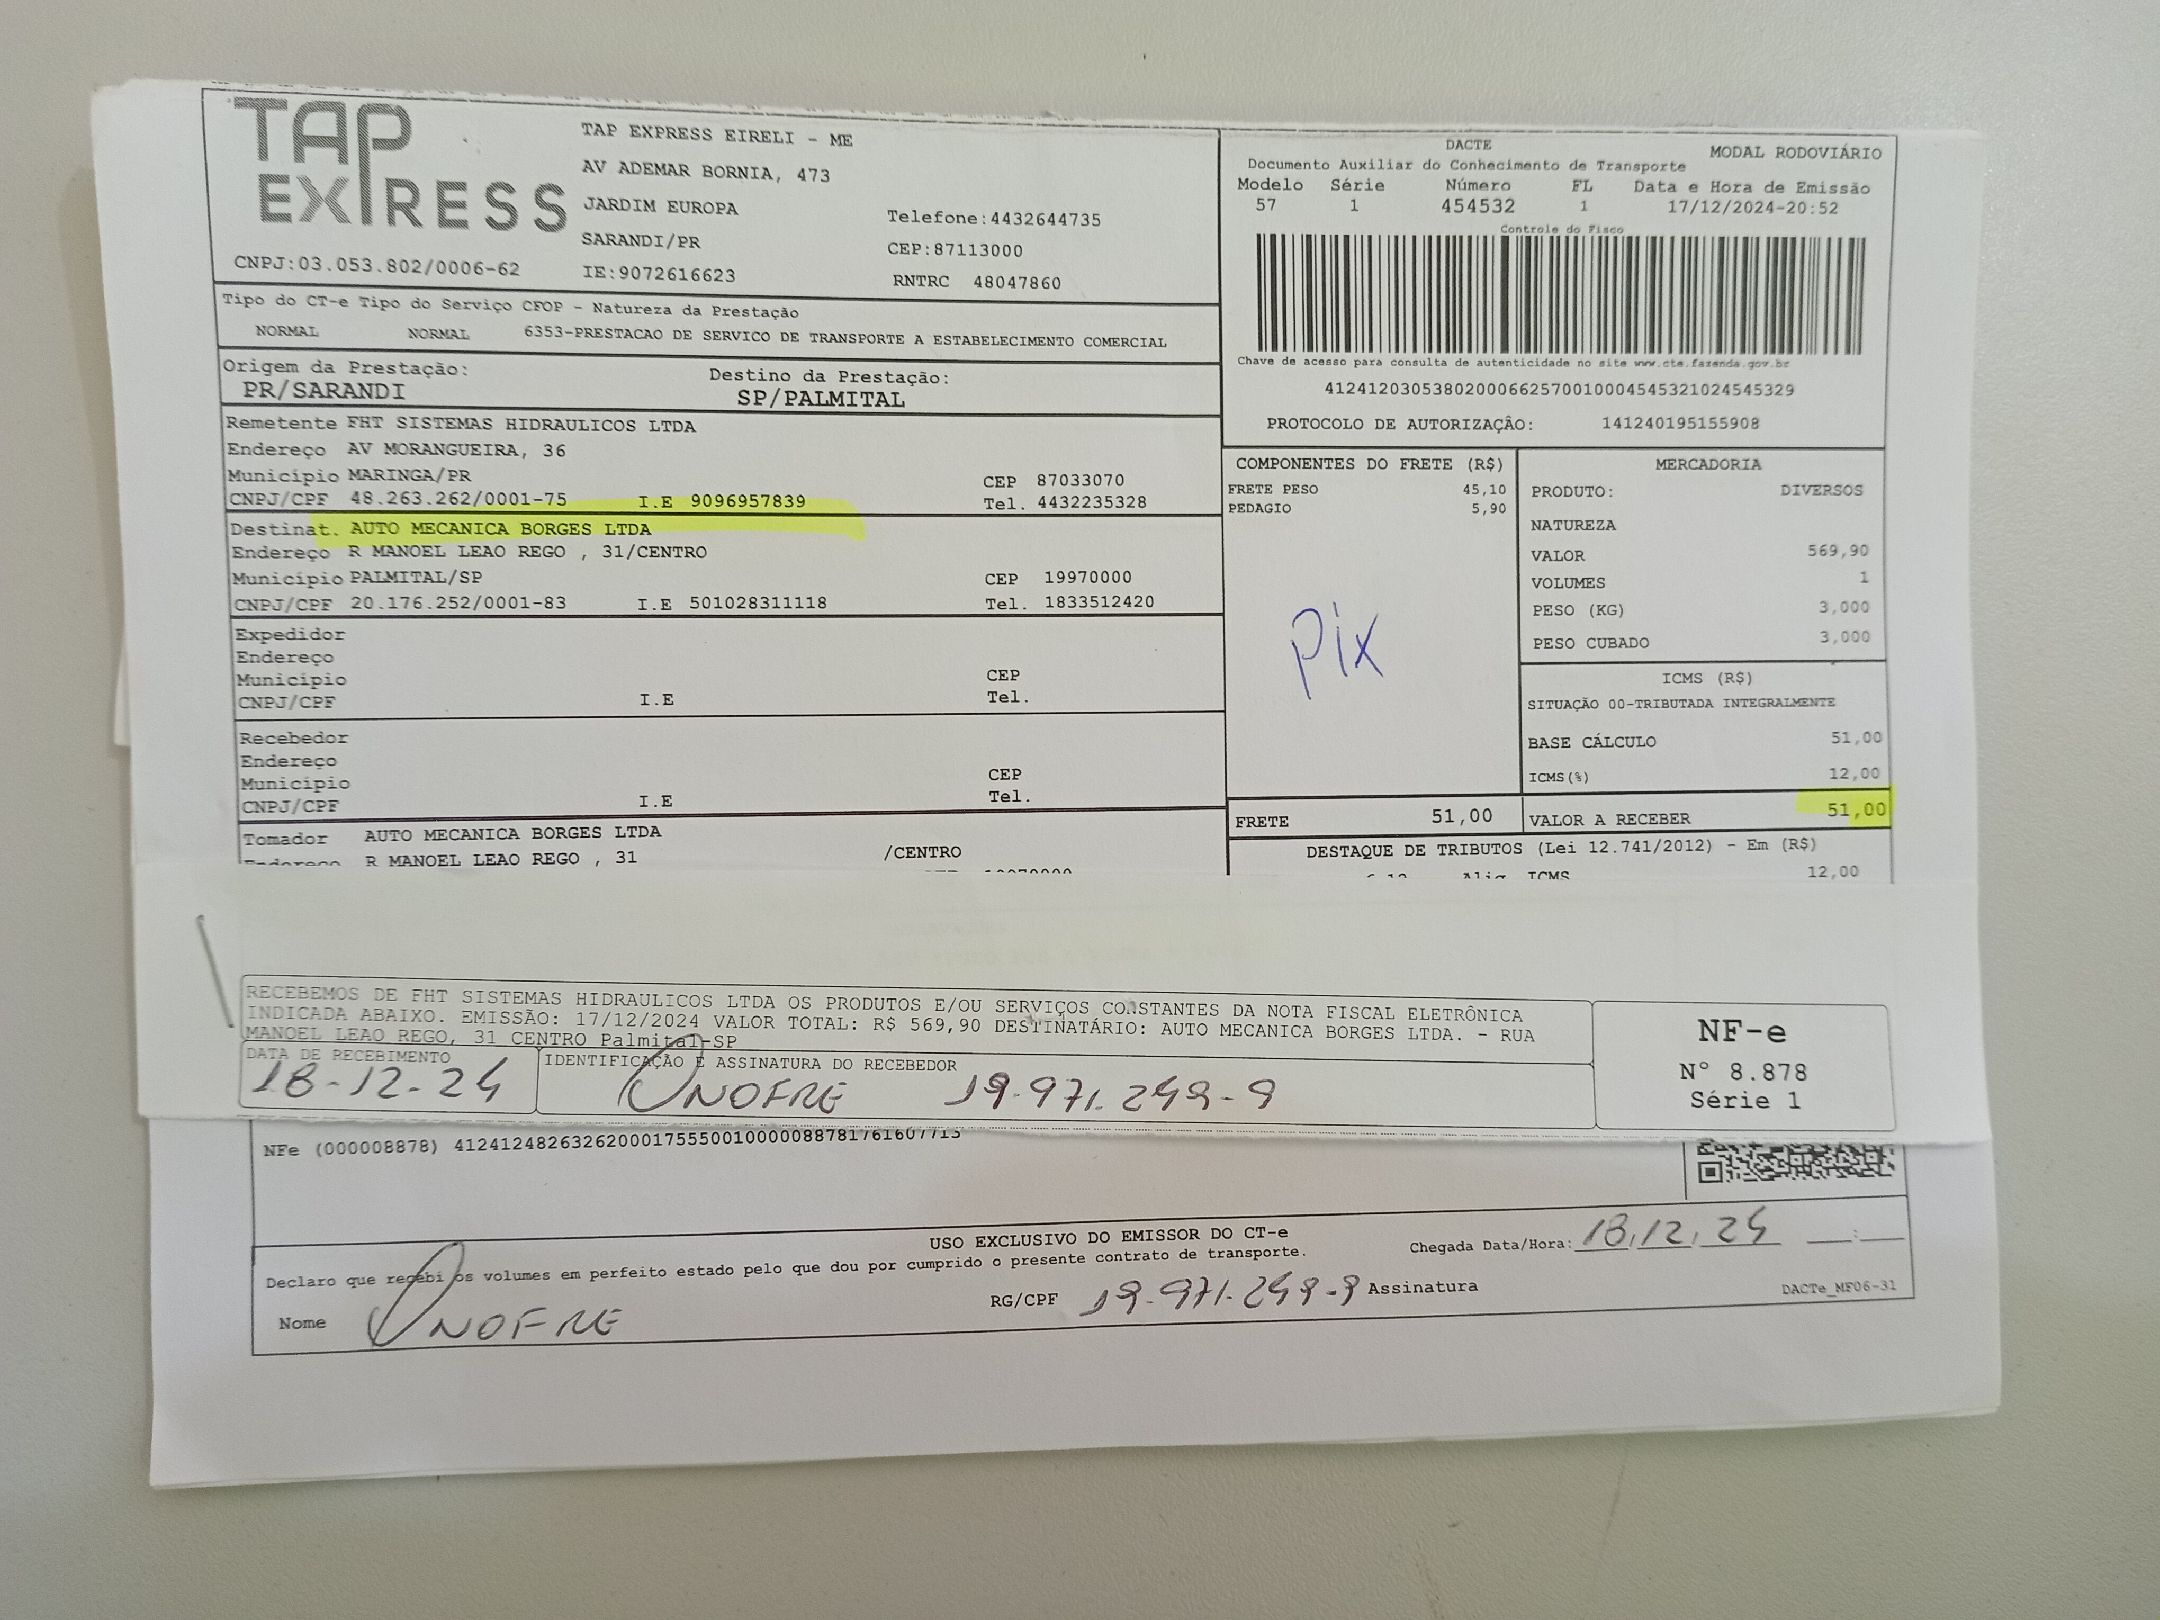 TAP EXPRESS
TAP EXPRESS EIRELI - ME
AV ADEMAR BORNIA, 473
JARDIM EUROPA
Telefone:4432644735
SARANDI/PR
CEP:87113000
CNPJ:03.053.802/0006-62
IE:9072616623
RNTRC 48047860
DACTE
MODAL RODOVIÁRIO
Documento Auxiliar do Conhecimento de Transporte
Modelo Série Número FL Data e Hora de Emissão
57 1 454532 1 17/12/2024-20:52
Controle do Fisco
Chave de acesso para consulta de autenticidade no site www.cte.fazenda.gov.br
41241203053802000662570010004545321024545329
PROTOCOLO DE AUTORIZAÇÂO: 141240195155908
Tipo do CT-e Tipo do Serviço CFOP - Natureza da Prestação
NORMAL NORMAL 6353-PRESTACAO DE SERVICO DE TRANSPORTE A ESTABELECIMENTO COMERCIAL
Origem da Prestação: Destino da Prestação:
PR/SARANDI SP/PALMITAL
Remetente FHT SISTEMAS HIDRAULICOS LTDA
Endereço AV MORANGUEIRA, 36
Município MARINGA/PR CEP 87033070
CNPJ/CPF 48.263.262/0001-75 I.E 9096957839 Tel. 4432235328
Destinat. AUTO MECANICA BORGES LTDA
Endereço R MANOEL LEAO REGO , 31/CENTRO
Município PALMITAL/SP CEP 19970000
CNPJ/CPF 20.176.252/0001-83 I.E 501028311118 Tel. 1833512420
Expedidor
Endereço
Município CEP
CNPJ/CPF I.E Tel.
Recebedor
Endereço
Município CEP
CNPJ/CPF I.E Tel.
Tomador AUTO MECANICA BORGES LTDA
Endereço R MANOEL LEAO REGO , 31 /CENTRO
COMPONENTES DO FRETE (R$)
FRETE PESO 45,10
PEDAGIO 5,90
Pix
FRETE 51,00
MERCADORIA
PRODUTO: DIVERSOS
NATUREZA
VALOR 569,90
VOLUMES 1
PESO (KG) 3,000
PESO CUBADO 3,000
ICMS (R$)
SITUAÇÃO 00-TRIBUTADA INTEGRALMENTE
BASE CÁLCULO 51,00
ICMS(%) 12,00
VALOR A RECEBER 51,00
DESTAQUE DE TRIBUTOS (Lei 12.741/2012) - Em (R$)
6,12 Aliq ICMS 12,00
RECEBEMOS DE FHT SISTEMAS HIDRAULICOS LTDA OS PRODUTOS E/OU SERVIÇOS CONSTANTES DA NOTA FISCAL ELETRÔNICA
INDICADA ABAIXO. EMISSÃO: 17/12/2024 VALOR TOTAL: R$ 569,90 DESTINATÁRIO: AUTO MECANICA BORGES LTDA. - RUA
MANOEL LEAO REGO, 31 CENTRO Palmital-SP
DATA DE RECEBIMENTO
18-12-24
IDENTIFICAÇÃO E ASSINATURA DO RECEBEDOR
ONOFRE 19.971.249-9
NF-e
N° 8.878
Série 1
NFe (000008878) 41241248263262000175550010000088781761607715
USO EXCLUSIVO DO EMISSOR DO CT-e
Declaro que recebi os volumes em perfeito estado pelo que dou por cumprido o presente contrato de transporte.
Chegada Data/Hora: 18,12,24 __:__
Nome ONOFRE
RG/CPF 19.971.249-9 Assinatura
DACTe_MF06-31